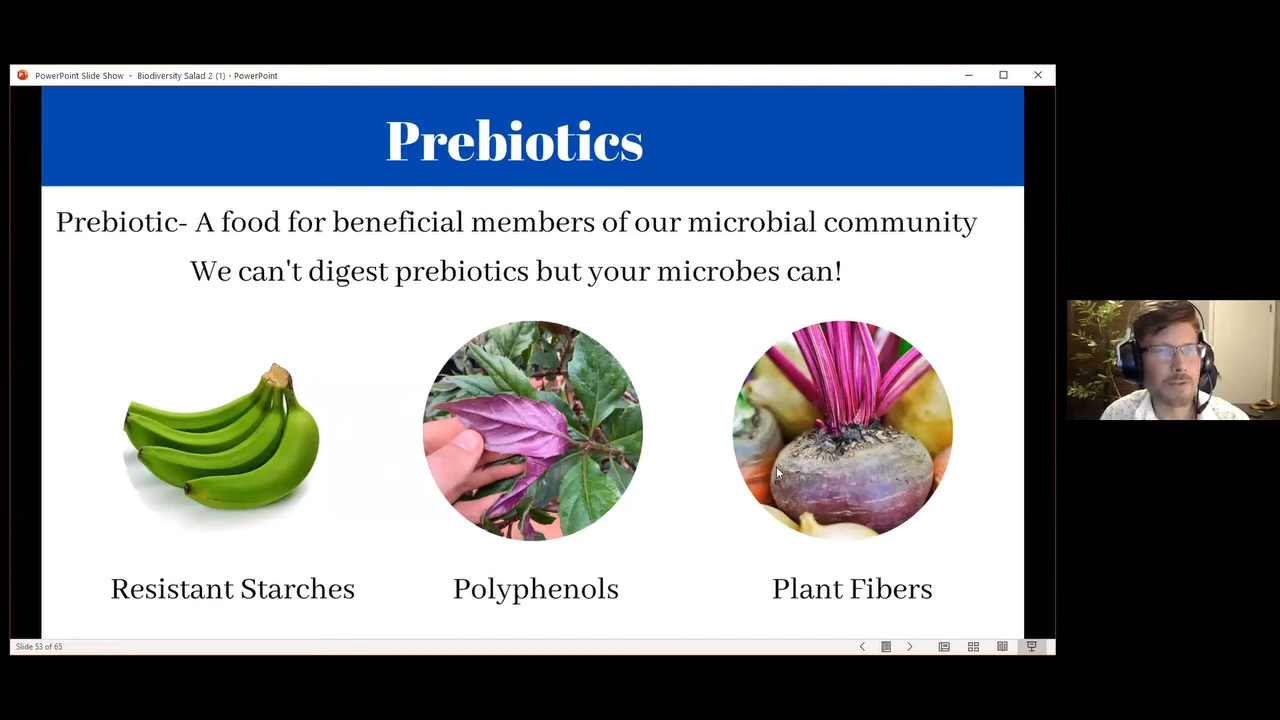 PowerPoint Slide Show - Biodiversity Salad 2 (1) - PowerPoint
Prebiotics
Prebiotic- A food for beneficial members of our microbial community
We can't digest prebiotics but your microbes can!
Resistant Starches
Polyphenols
Plant Fibers
Slide 53 of 65